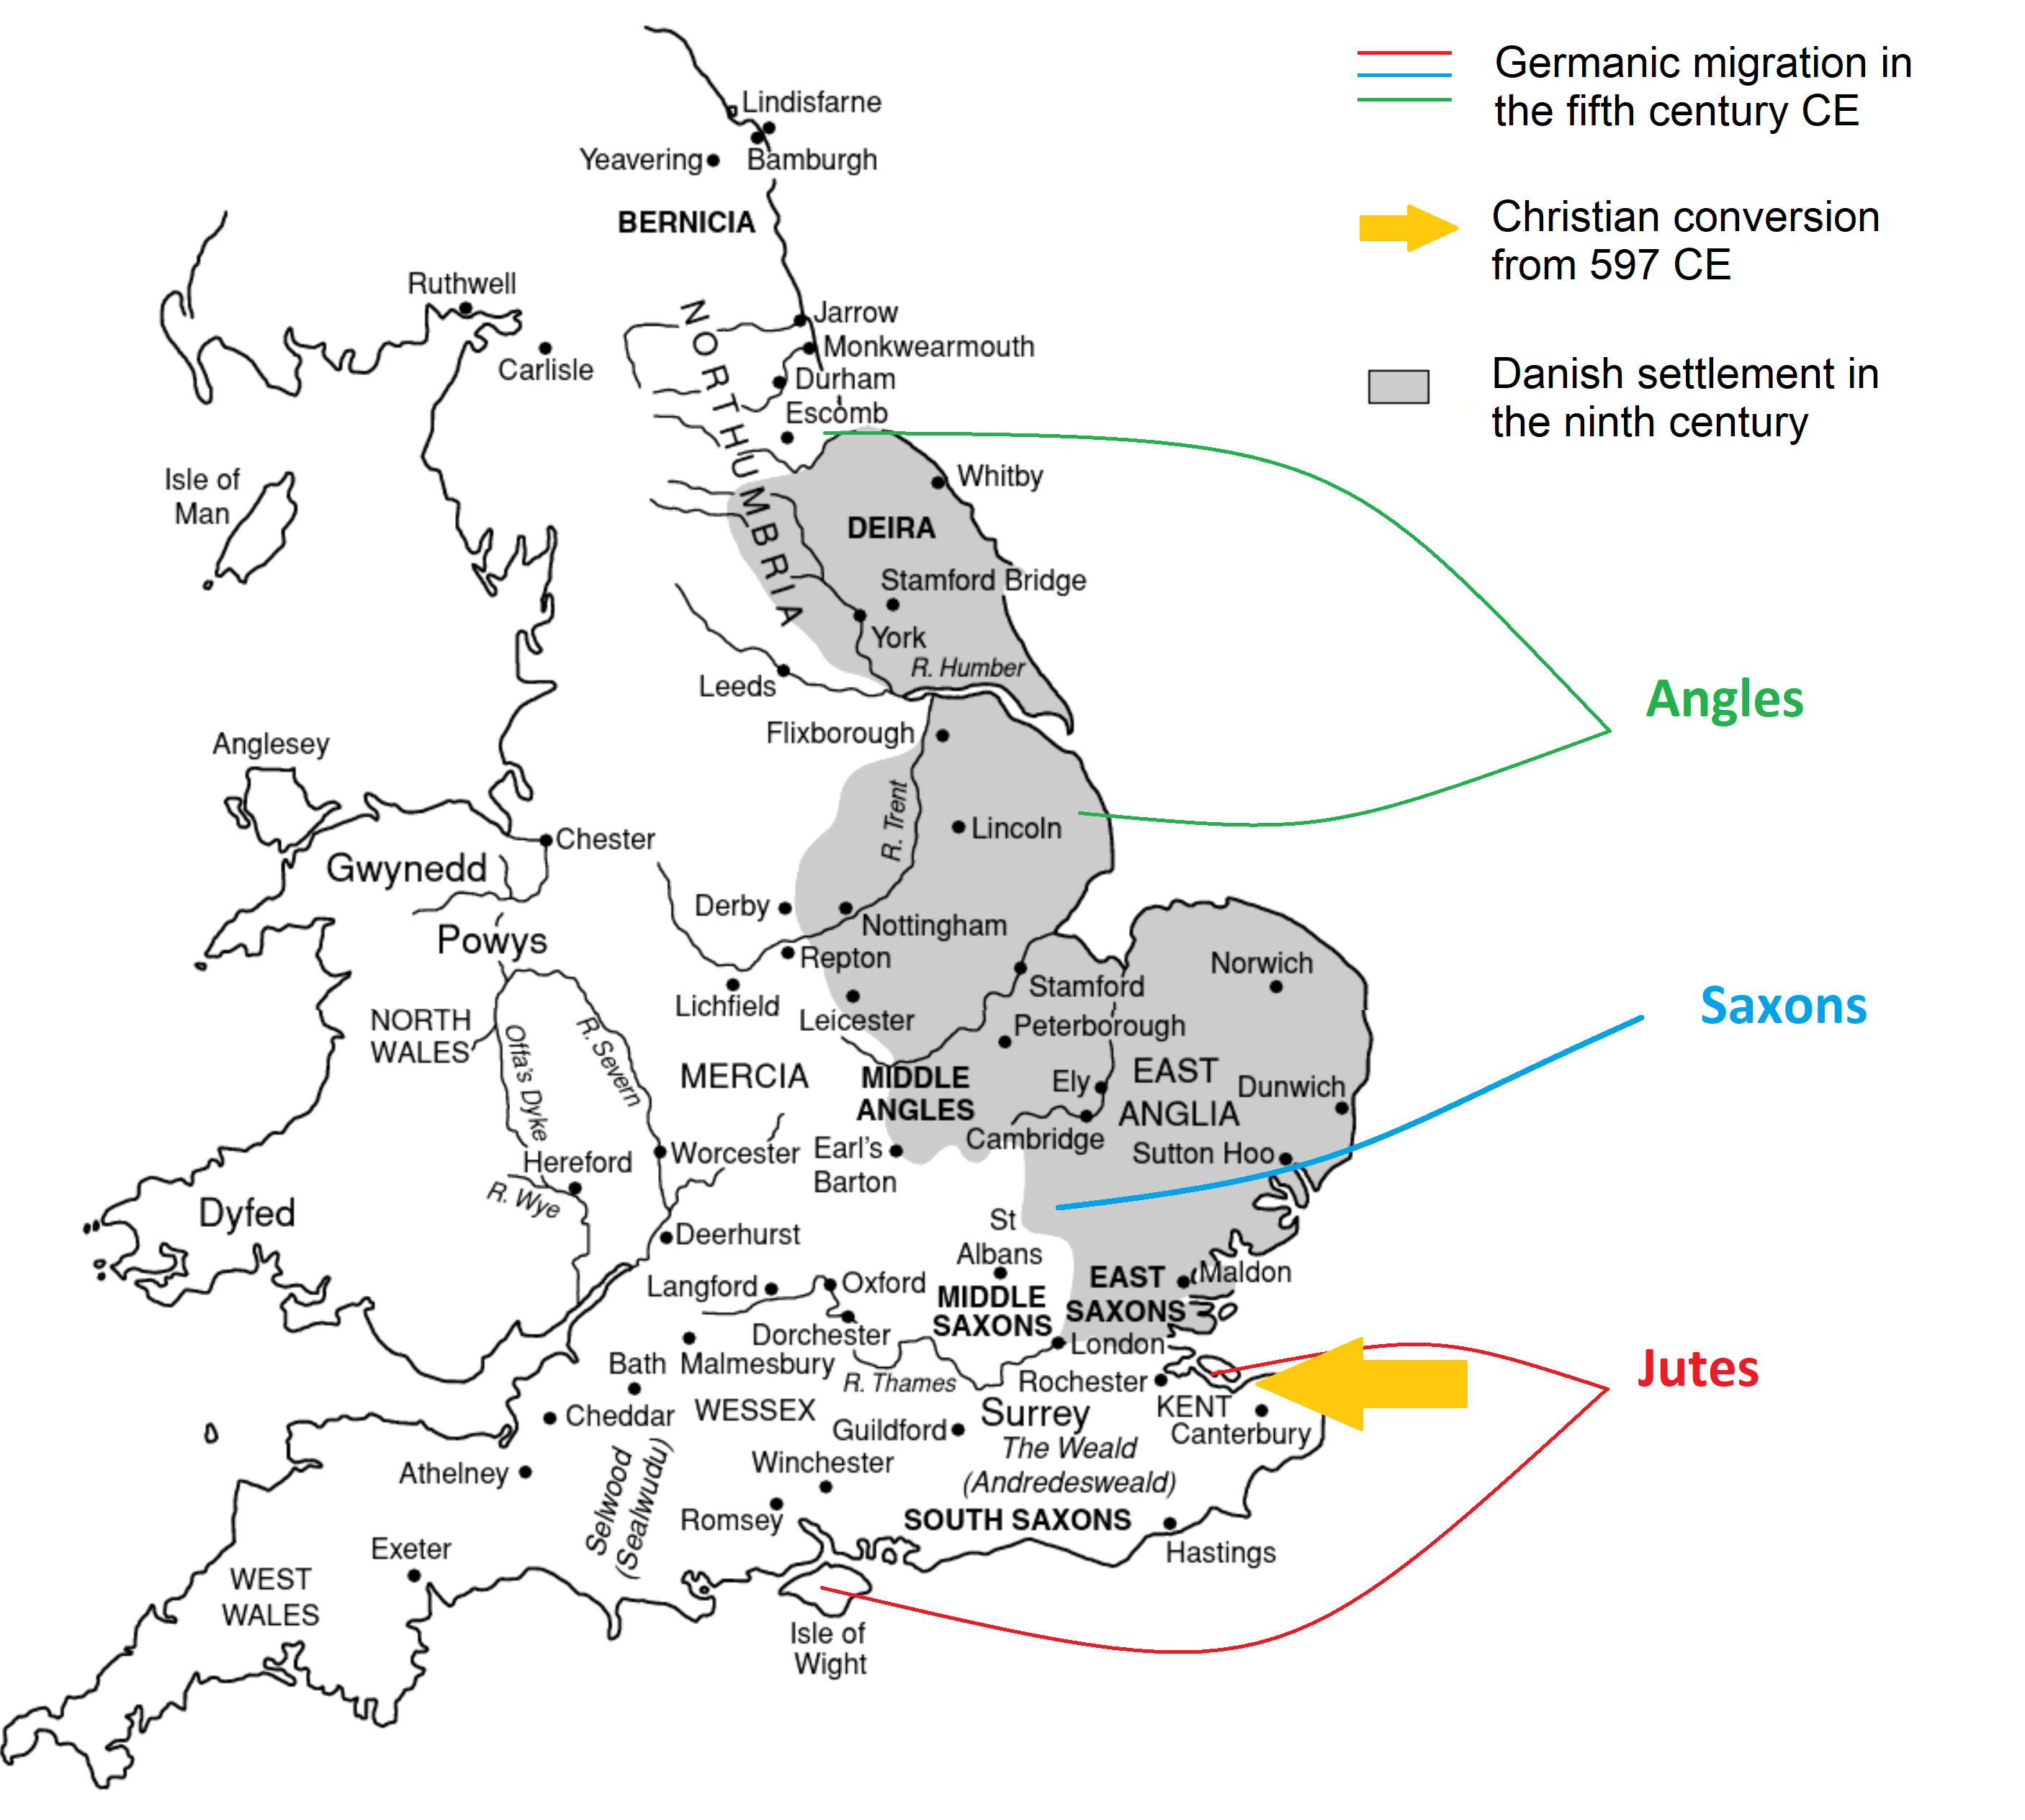 Germanic migration in
the fifth century CE
Christian conversion
from 597 CE
Danish settlement in
the ninth century
Lindisfarne
Yeavering
Bamburgh
BERNICIA
Ruthwell
Carlisle
NORTHUMBRIA
Jarrow
Monkwearmouth
Durham
Escomb
Isle of
Man
Whitby
DEIRA
Stamford Bridge
York
R. Humber
Leeds
Angles
Flixborough
Anglesey
R. Trent
Lincoln
Chester
Gwynedd
Derby
Nottingham
Powys
Repton
Norwich
Lichfield
Stamford
Leicester
Saxons
NORTH
WALES
Offa's Dyke
R. Severn
Peterborough
MERCIA
MIDDLE
ANGLES
Ely
EAST
ANGLIA
Dunwich
Cambridge
Worcester
Earl's
Barton
Sutton Hoo
Hereford
R. Wye
Dyfed
Deerhurst
St
Albans
Langford
Oxford
MIDDLE
SAXONS
EAST
SAXONS
Maldon
Dorchester
London
Bath
Malmesbury
R. Thames
Rochester
Jutes
Cheddar
WESSEX
Surrey
KENT
Guildford
Canterbury
The Weald
(Andredesweald)
Athelney
Selwood
(Sealwudu)
Winchester
Romsey
SOUTH SAXONS
Hastings
Exeter
WEST
WALES
Isle of
Wight